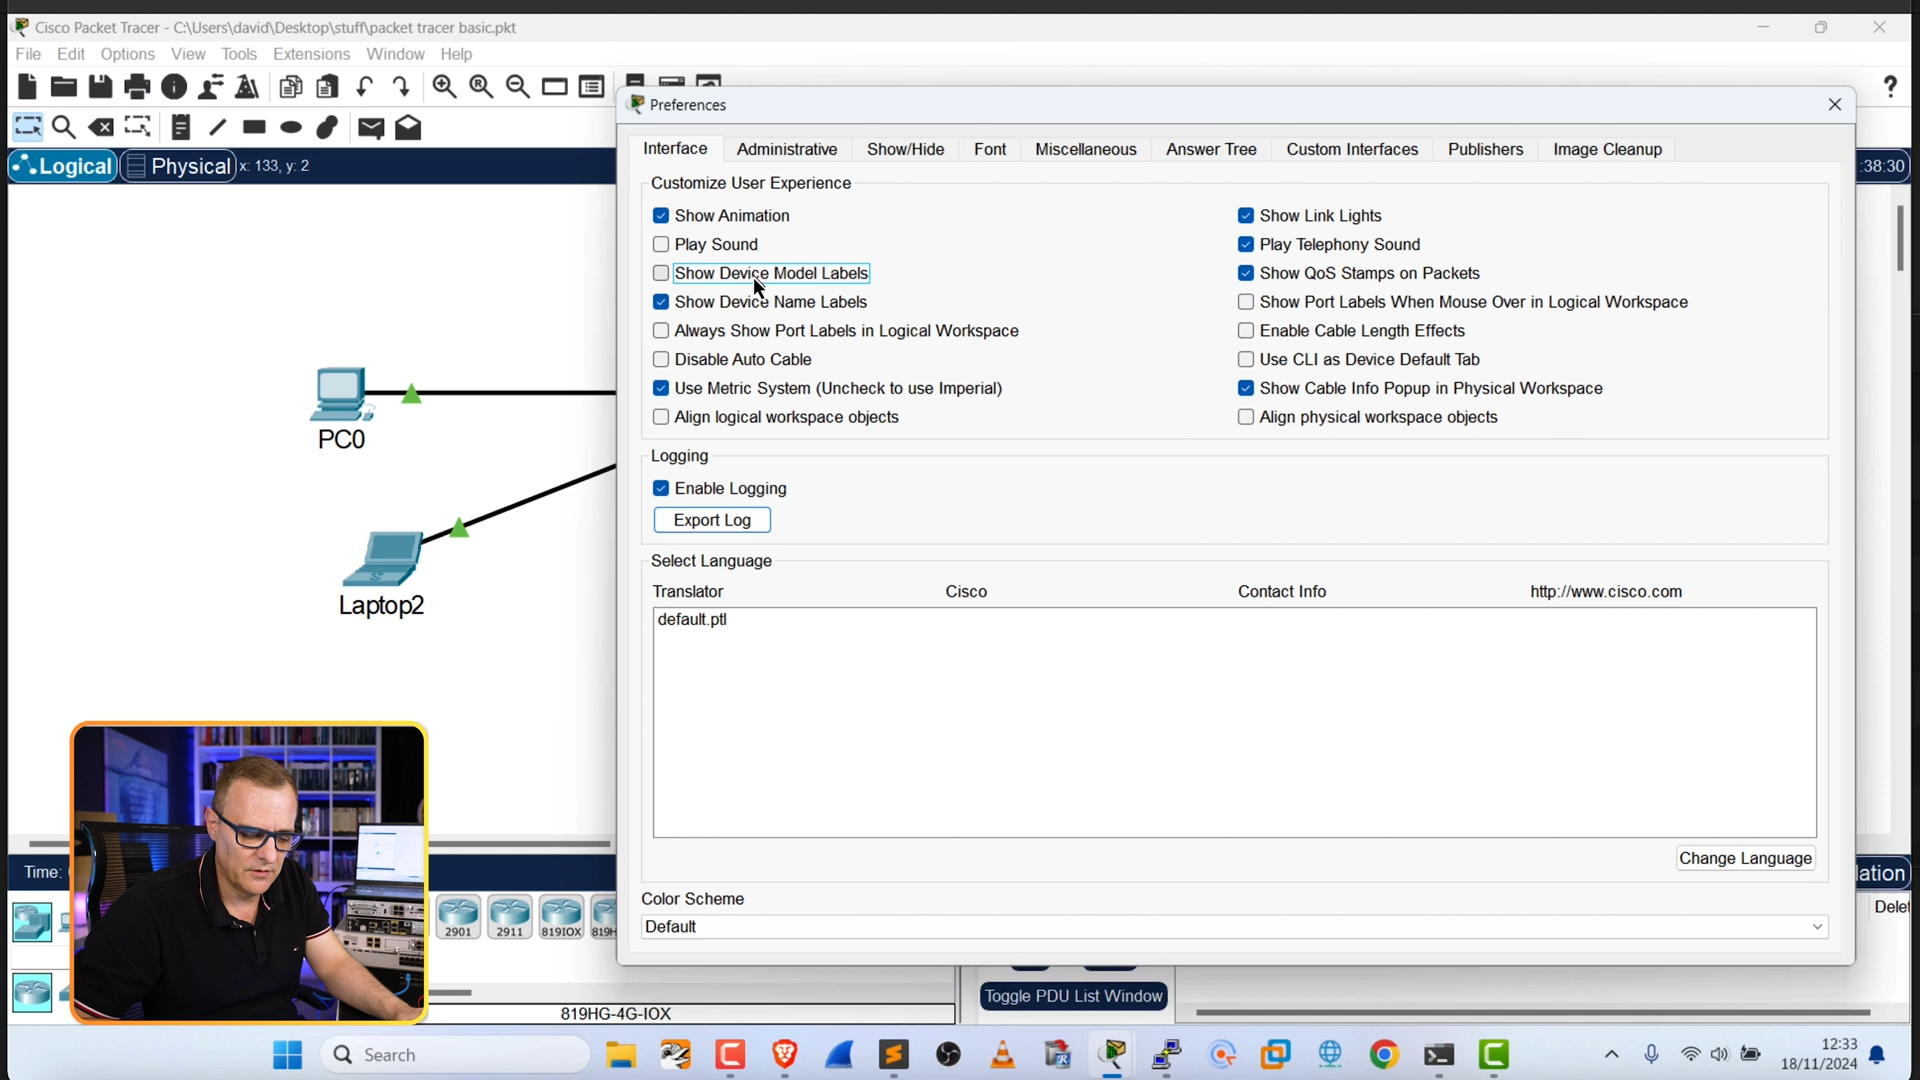 Cisco Packet Tracer - C:\Users\david\Desktop\stuff\packet tracer basic.pkt
File Edit Options View Tools Extensions Window Help
Preferences
Logical Physical x: 133, y: 2
:38:30
Interface Administrative Show/Hide Font Miscellaneous Answer Tree Custom Interfaces Publishers Image Cleanup
Customize User Experience
Show Animation Show Link Lights
Play Sound Play Telephony Sound
Show Device Model Labels Show QoS Stamps on Packets
Show Device Name Labels Show Port Labels When Mouse Over in Logical Workspace
Always Show Port Labels in Logical Workspace Enable Cable Length Effects
Disable Auto Cable Use CLI as Device Default Tab
Use Metric System (Uncheck to use Imperial) Show Cable Info Popup in Physical Workspace
Align logical workspace objects Align physical workspace objects
PC0
Laptop2
Logging
Enable Logging
Export Log
Select Language
Translator Cisco Contact Info http://www.cisco.com
default.ptl
Change Language
Color Scheme
Default
Time:
lation
2901 2911 819IOX 819H
Delet
Toggle PDU List Window
819HG-4G-IOX
Search
12:33
18/11/2024